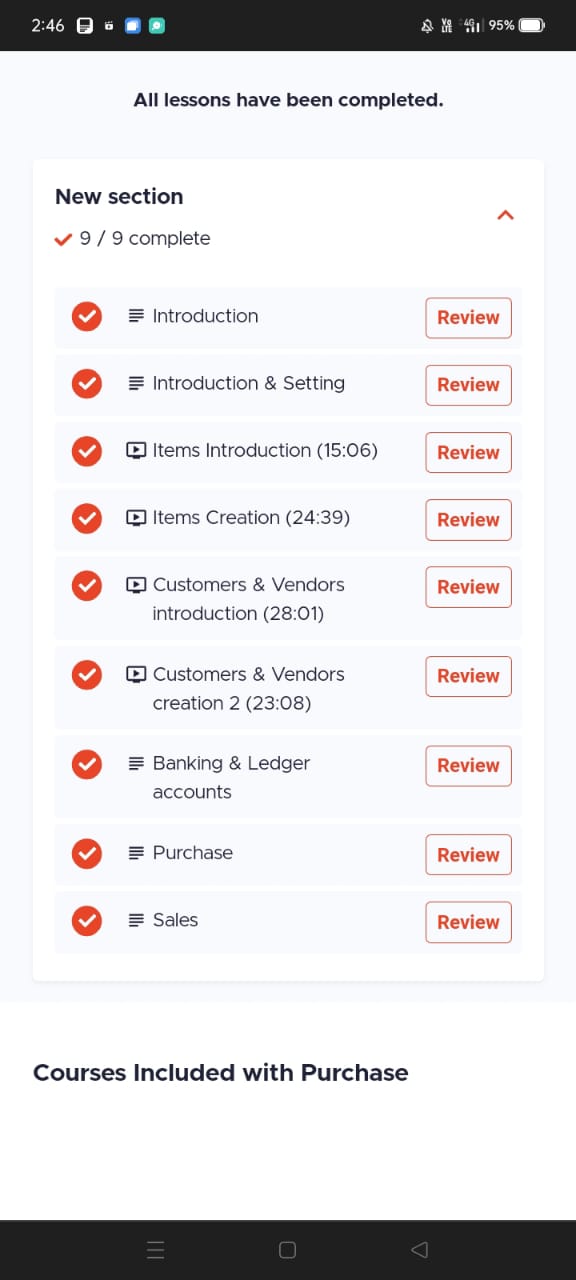 2:46
Vo LTE 4G 95%
All lessons have been completed.
New section
9 / 9 complete
Introduction Review
Introduction & Setting Review
Items Introduction (15:06) Review
Items Creation (24:39) Review
Customers & Vendors Review
introduction (28:01)
Customers & Vendors Review
creation 2 (23:08)
Banking & Ledger Review
accounts
Purchase Review
Sales Review
Courses Included with Purchase